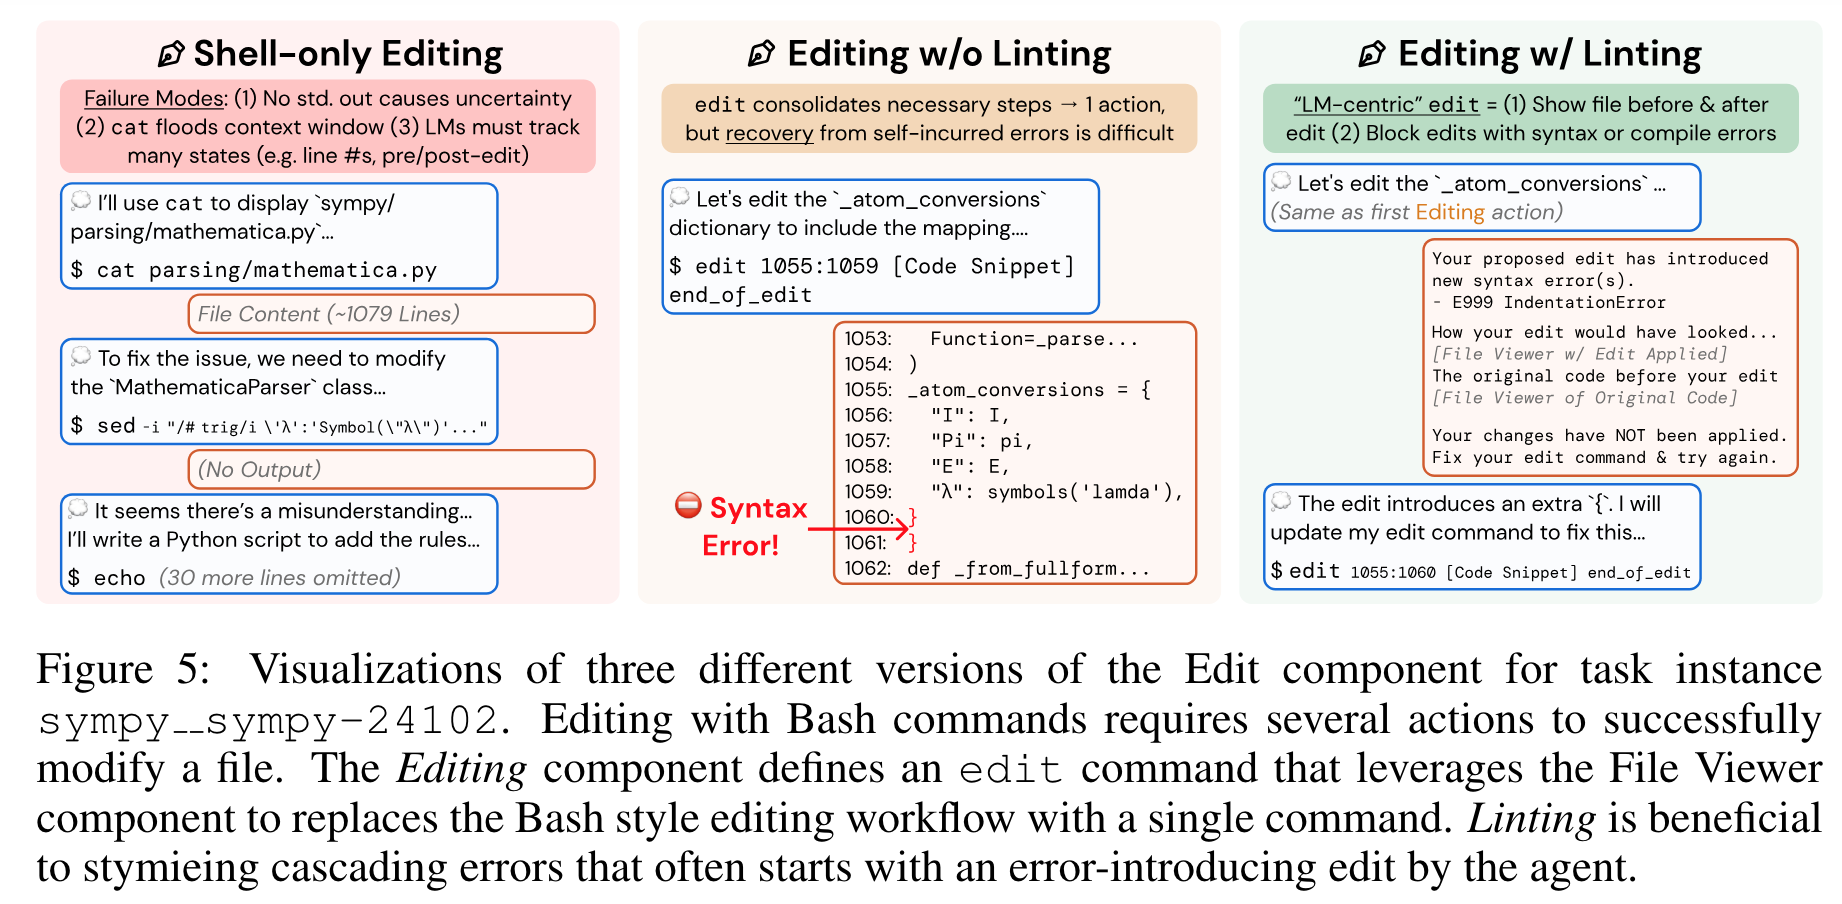 Shell-only Editing
Failure Modes: (1) No std. out causes uncertainty
(2) cat floods context window (3) LMs must track
many states (e.g. line #s, pre/post-edit)
I'll use cat to display `sympy/
parsing/mathematica.py`...
$ cat parsing/mathematica.py
File Content (~1079 Lines)
To fix the issue, we need to modify
the `MathematicaParser` class...
$ sed -i "/# trig/i \'λ':'Symbol(\"λ\")'..."
(No Output)
It seems there's a misunderstanding...
I'll write a Python script to add the rules...
$ echo (30 more lines omitted)
Editing w/o Linting
edit consolidates necessary steps → 1 action,
but recovery from self-incurred errors is difficult
Let's edit the `_atom_conversions`
dictionary to include the mapping....
$ edit 1055:1059 [Code Snippet]
end_of_edit
1053: Function=_parse...
1054: )
1055: _atom_conversions = {
1056: "I": I,
1057: "Pi": pi,
1058: "E": E,
1059: "λ": symbols('lamda'),
1060: }
1061: }
1062: def _from_fullform...
Syntax
Error!
Editing w/ Linting
“LM-centric” edit = (1) Show file before & after
edit (2) Block edits with syntax or compile errors
Let's edit the `_atom_conversions` ...
(Same as first Editing action)
Your proposed edit has introduced
new syntax error(s).
- E999 IndentationError
How your edit would have looked...
[File Viewer w/ Edit Applied]
The original code before your edit
[File Viewer of Original Code]
Your changes have NOT been applied.
Fix your edit command & try again.
The edit introduces an extra `{`. I will
update my edit command to fix this...
$ edit 1055:1060 [Code Snippet] end_of_edit
Figure 5: Visualizations of three different versions of the Edit component for task instance
sympy__sympy-24102. Editing with Bash commands requires several actions to successfully
modify a file. The Editing component defines an edit command that leverages the File Viewer
component to replaces the Bash style editing workflow with a single command. Linting is beneficial
to stymieing cascading errors that often starts with an error-introducing edit by the agent.